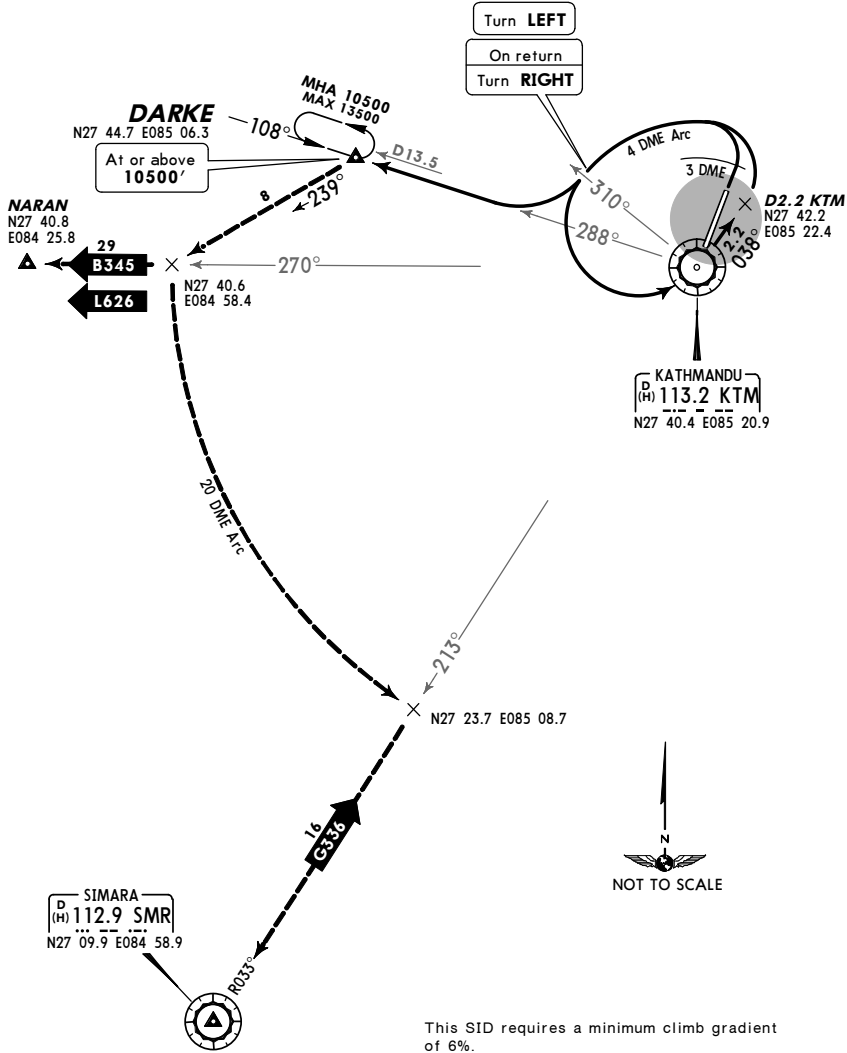 Turn LEFT
On return
Turn RIGHT
MHA 10500
MAX 13500
DARKE
N27 44.7 E085 06.3
108°
At or above
10500'
D13.5
4 DME Arc
3 DME
310°
288°
D2.2 KTM
N27 42.2
E085 22.4
2.2
038°
8
239°
NARAN
N27 40.8
E084 25.8
29
B345
L626
270°
N27 40.6
E084 58.4
KATHMANDU
D
(H) 113.2 KTM
N27 40.4 E085 20.9
20 DME Arc
213°
N27 23.7 E085 08.7
16
G336
N
NOT TO SCALE
SIMARA
D
(H) 112.9 SMR
N27 09.9 E084 58.9
R033°
This SID requires a minimum climb gradient
of 6%.